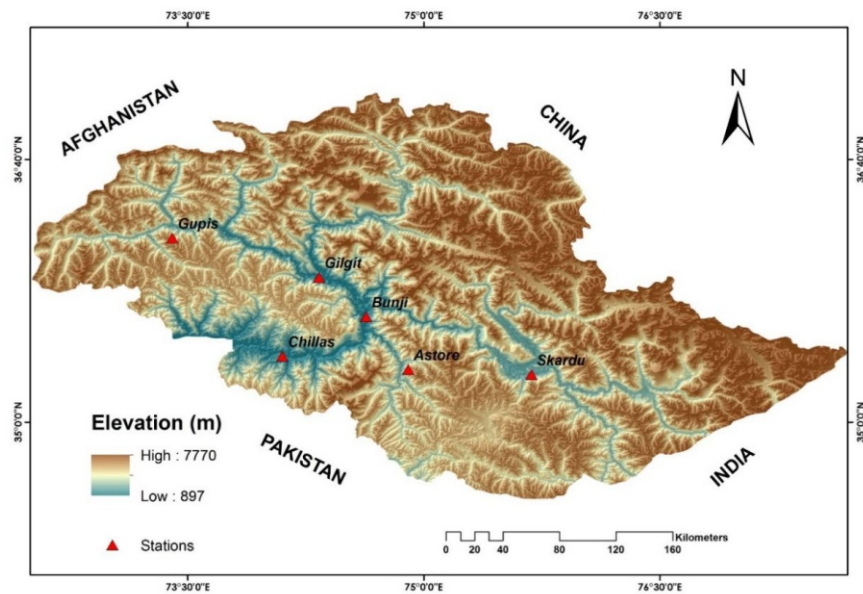 73°30'0"E 75°0'0"E 76°30'0"E
N
AFGHANISTAN
CHINA
36°40'0"N
36°40'0"N
Gupis
Gilgit
Bunji
Chillas
Astore
Skardu
Elevation (m)
High : 7770
Low : 897
Stations
PAKISTAN
INDIA
35°0'0"N
35°0'0"N
Kilometers
0 20 40 80 120 160
73°30'0"E 75°0'0"E 76°30'0"E